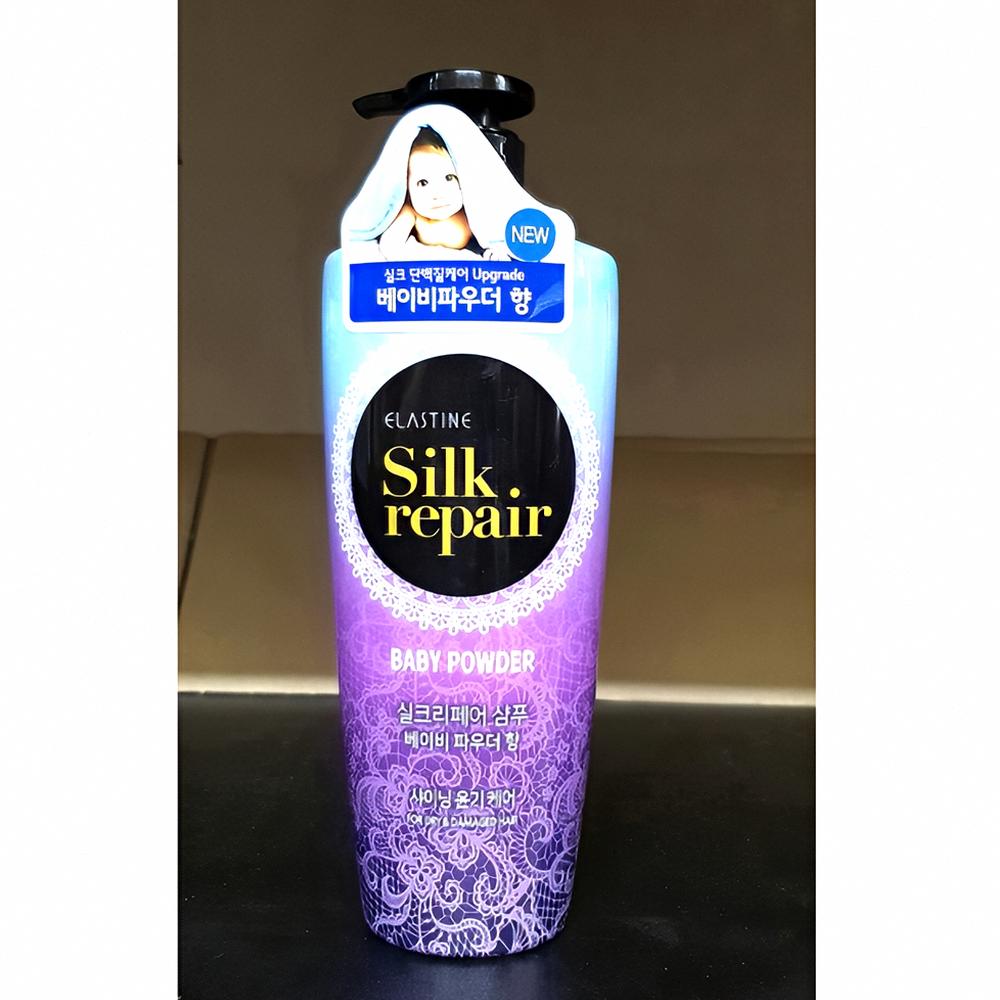 NEW
실크 단백질케어 Upgrade
베이비파우더 향
ELASTINE
Silk
repair
BABY POWDER
실크리페어 샴푸
베이비 파우더 향
샤이닝 윤기 케어
FOR DRY & DAMAGED HAIR